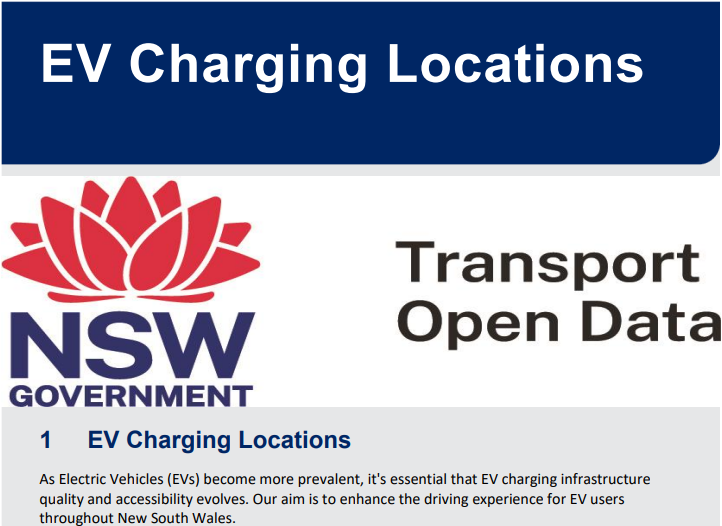 EV Charging Locations
NSW
GOVERNMENT
Transport
Open Data
1 EV Charging Locations
As Electric Vehicles (EVs) become more prevalent, it's essential that EV charging infrastructure
quality and accessibility evolves. Our aim is to enhance the driving experience for EV users
throughout New South Wales.